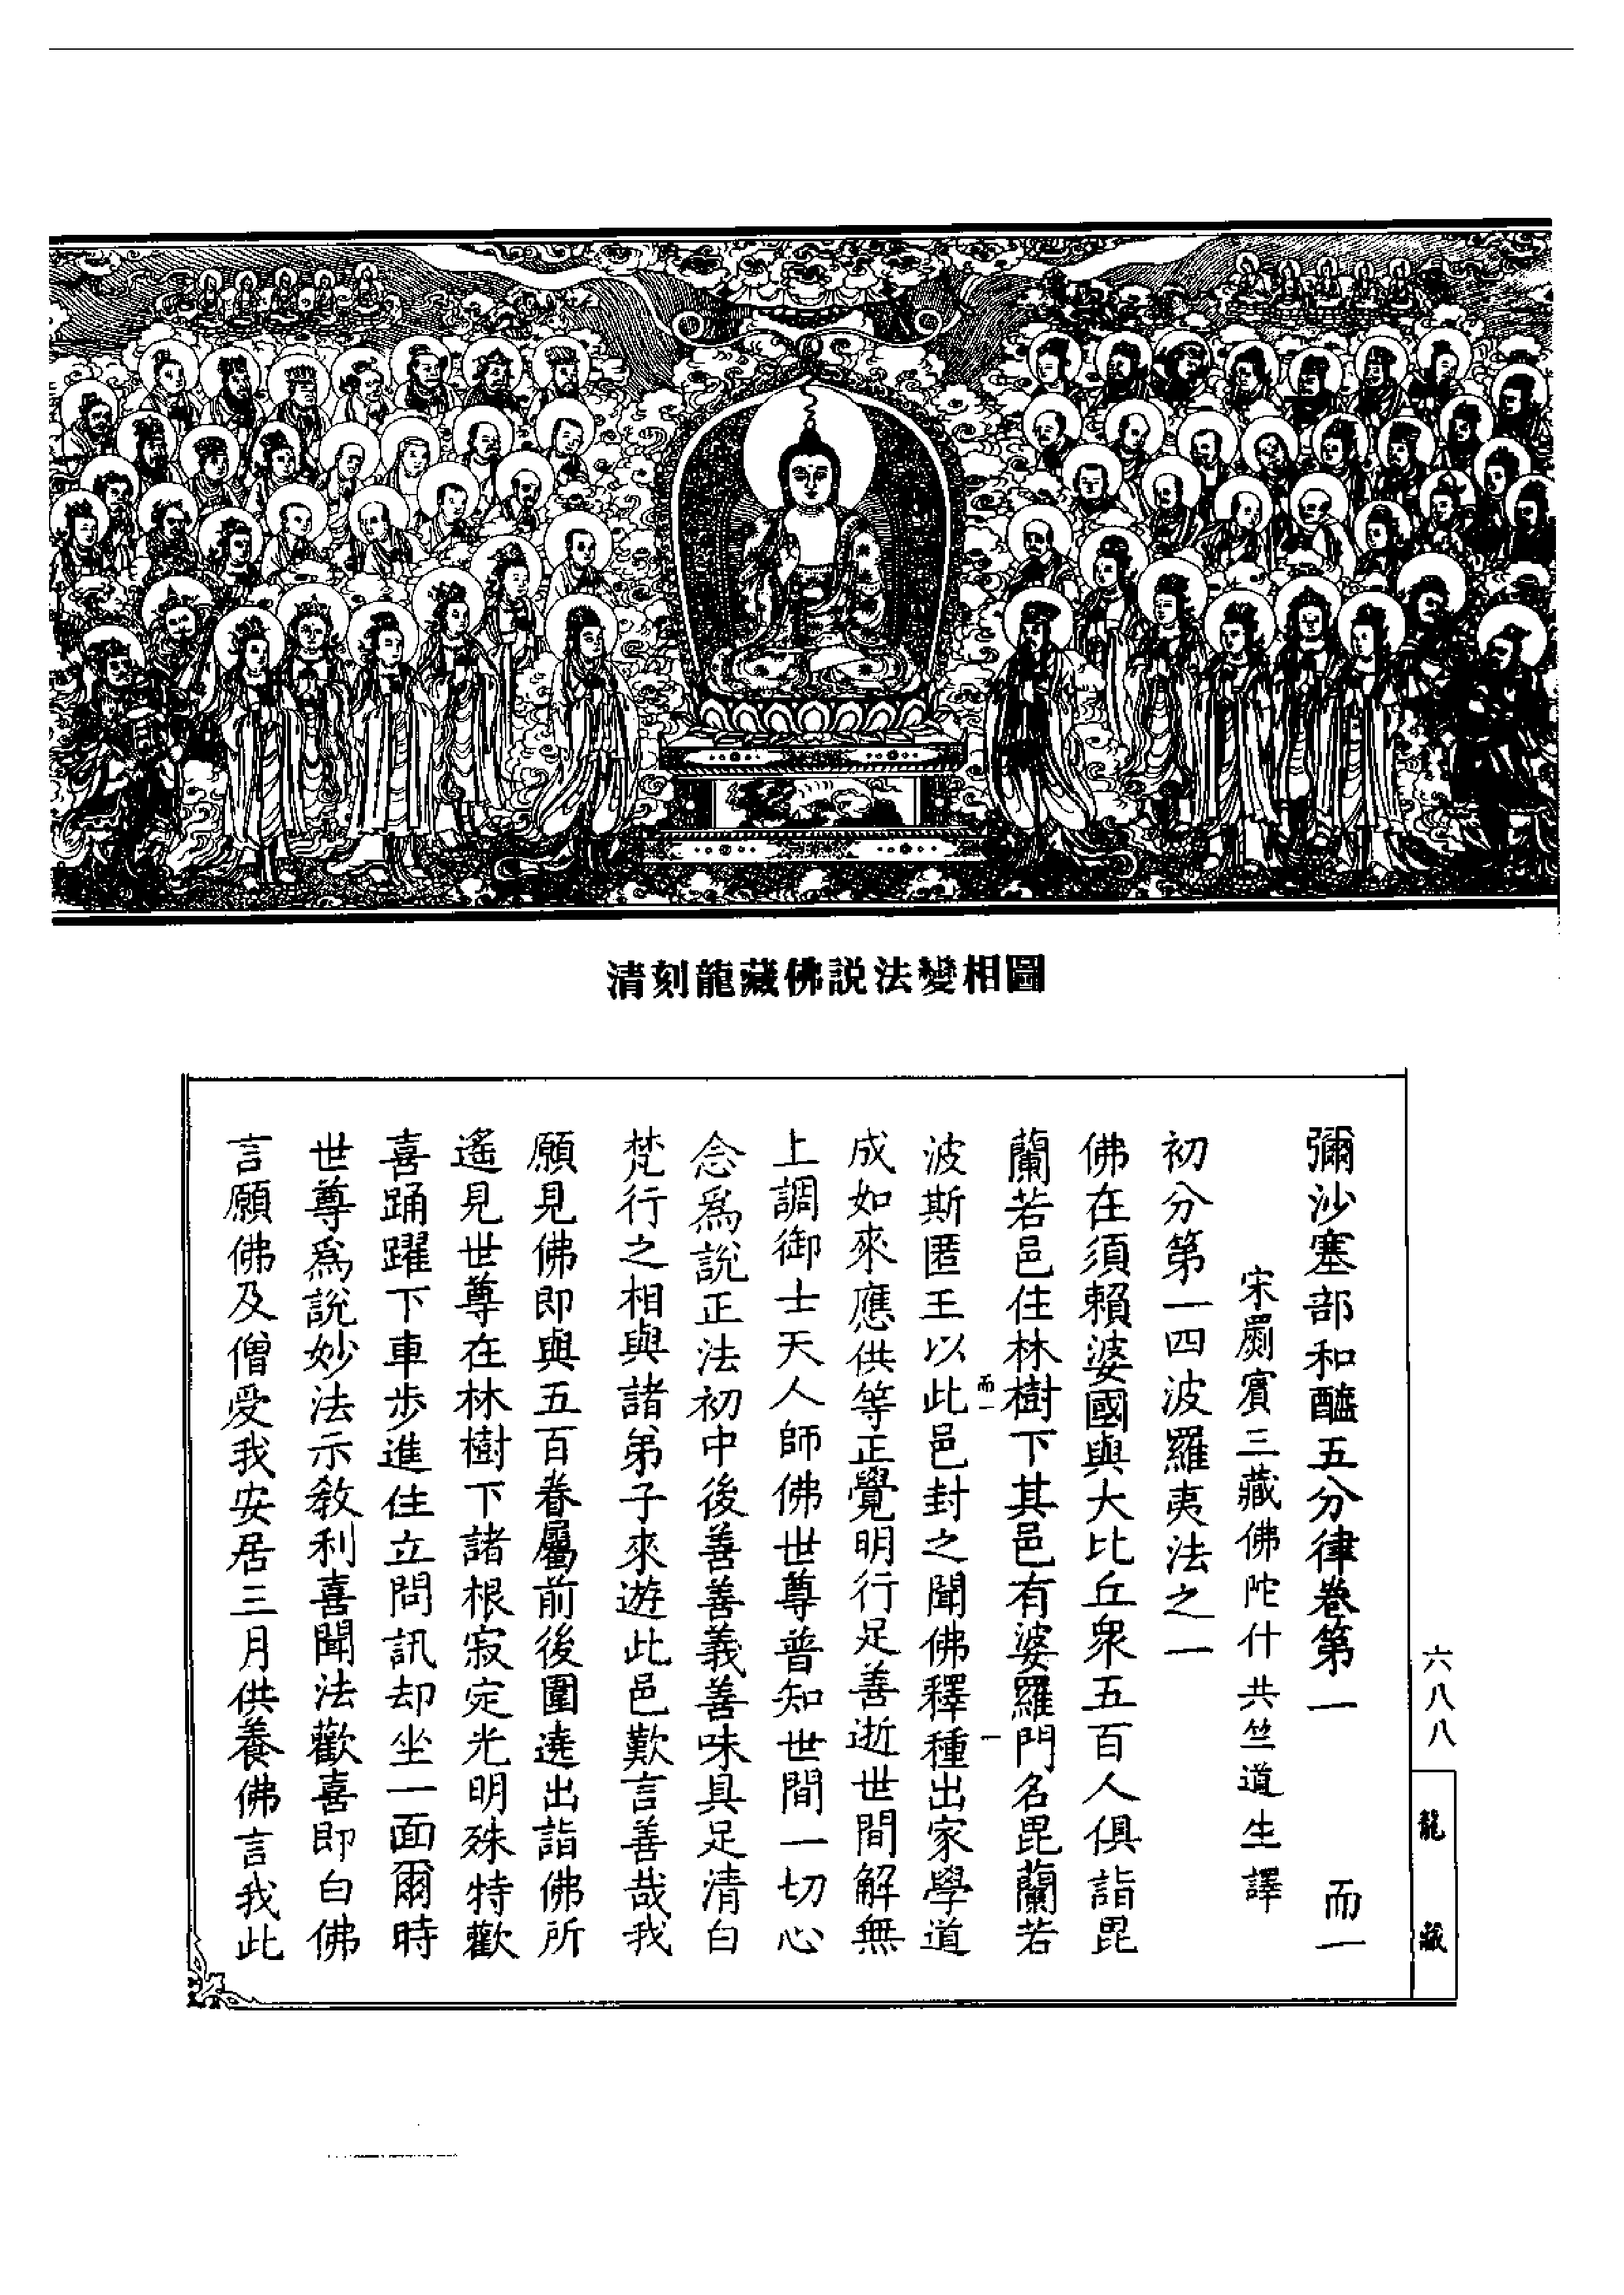 清刻龍藏佛説法變相圖
六八八
龍藏
彌沙塞部和醯五分律卷第一 而一
宋罽賓三藏佛陀什共竺道生譯
初分第一四波羅夷法之一
佛在須賴婆國與大比丘衆五百人俱詣毘
蘭若邑住林樹下其邑有婆羅門名毘蘭若
而一 一
波斯匿王以此邑封之聞佛釋種出家學道
成如來應供等正覺明行足善逝世間解無
上調御士天人師佛世尊普知世間一切心
念爲說正法初中後善善義善味具足清白
梵行之相與諸弟子來遊此邑歎言善哉我
願見佛即與五百眷屬前後圍遶出詣佛所
遙見世尊在林樹下諸根寂定光明殊特歡
喜踊躍下車步進住立問訊却坐一面爾時
世尊爲說妙法示教利喜聞法歡喜即白佛
言願佛及僧受我安居三月供養佛言我此